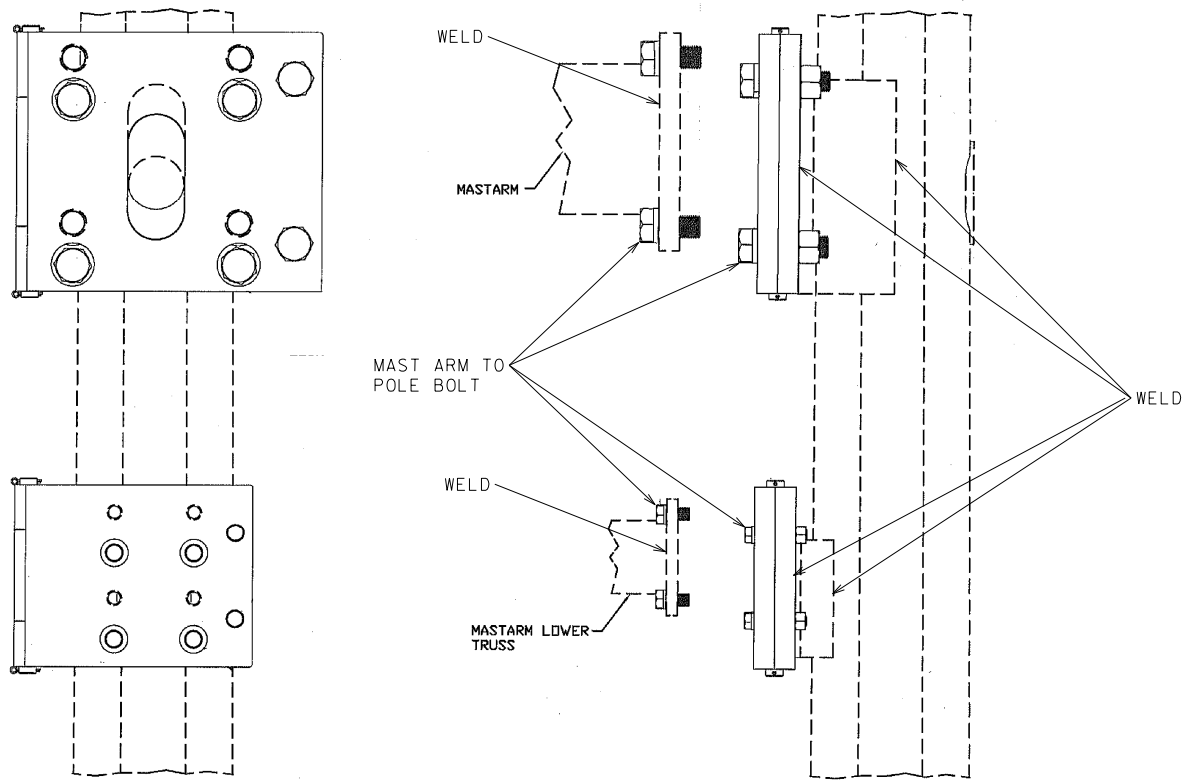 WELD
MASTARM
MAST ARM TO
POLE BOLT
WELD
WELD
MASTARM LOWER
TRUSS